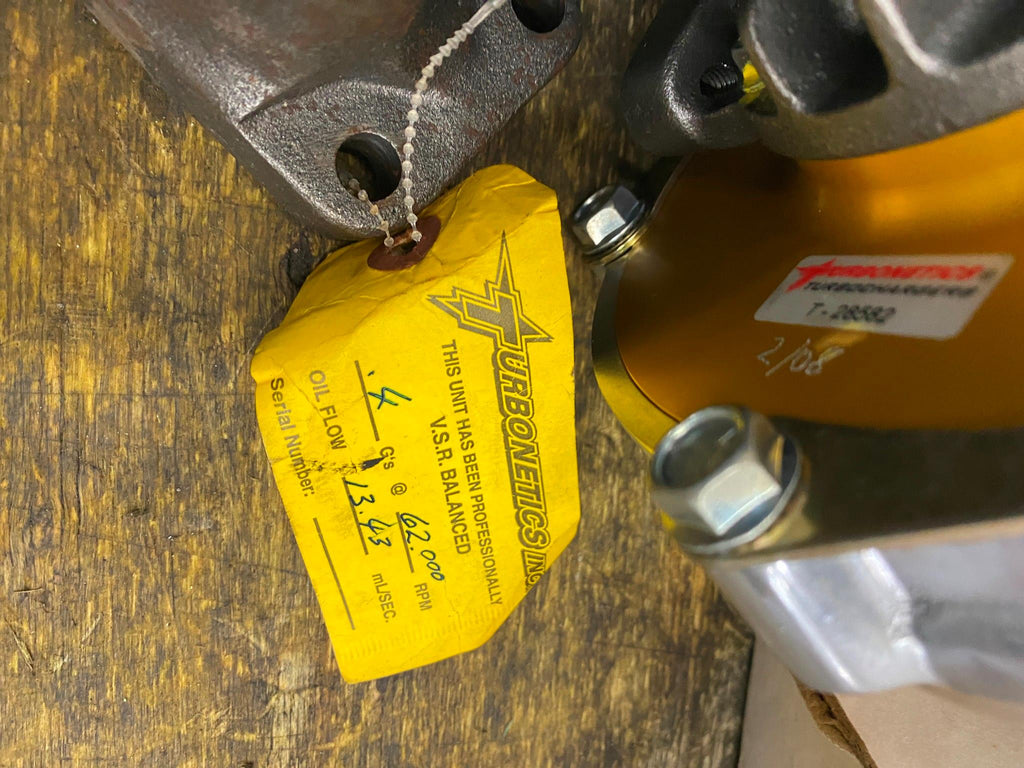 TURBONETICS INC.
THIS UNIT HAS BEEN PROFESSIONALLY
V.S.R. BALANCED
.4 G's @ 62.000 RPM
OIL FLOW 13.43 mL/SEC.
Serial Number:
TURBONETICS
TURBOCHARGERS
T-28582
2/08